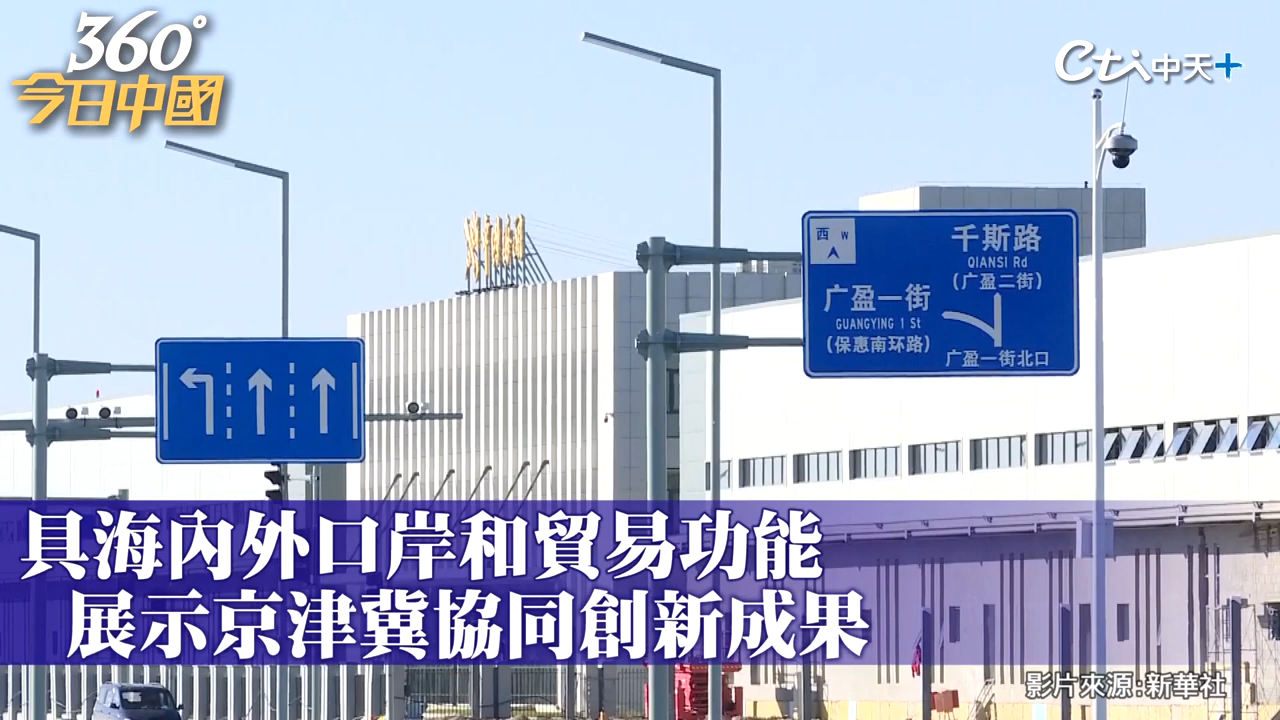 360°
今日中國
Cti中天+
西 W
千斯路
QIANSI Rd
(广盈二街)
广盈一街
GUANGYING 1 St
(保惠南环路)
广盈一街北口
具海內外口岸和貿易功能
展示京津冀協同創新成果
影片來源:新華社